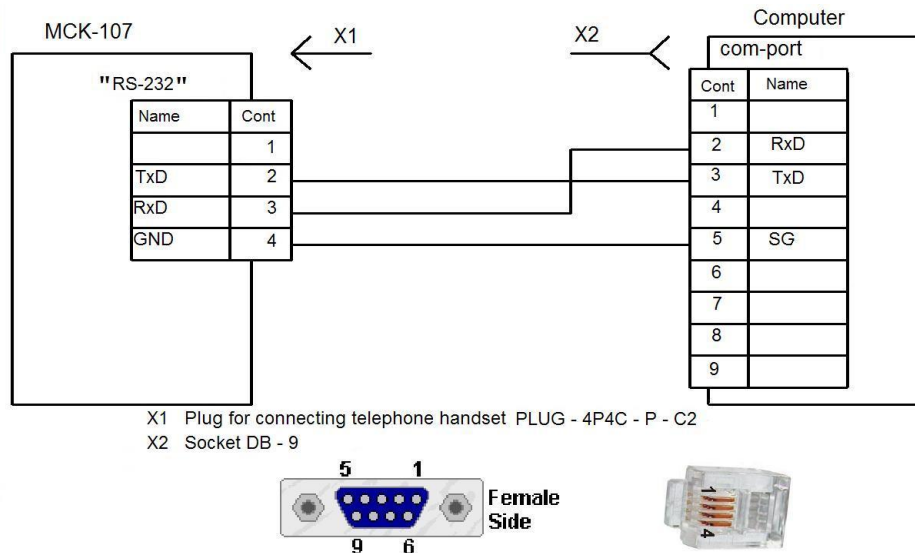 MCK-107
X1
X2
Computer
com-port
"RS-232"
Name Cont
1
TxD 2
RxD 3
GND 4
Cont Name
1
2 RxD
3 TxD
4
5 SG
6
7
8
9
X1 Plug for connecting telephone handset PLUG - 4P4C - P - C2
X2 Socket DB - 9
5 1
Female
Side
9 6
1
4